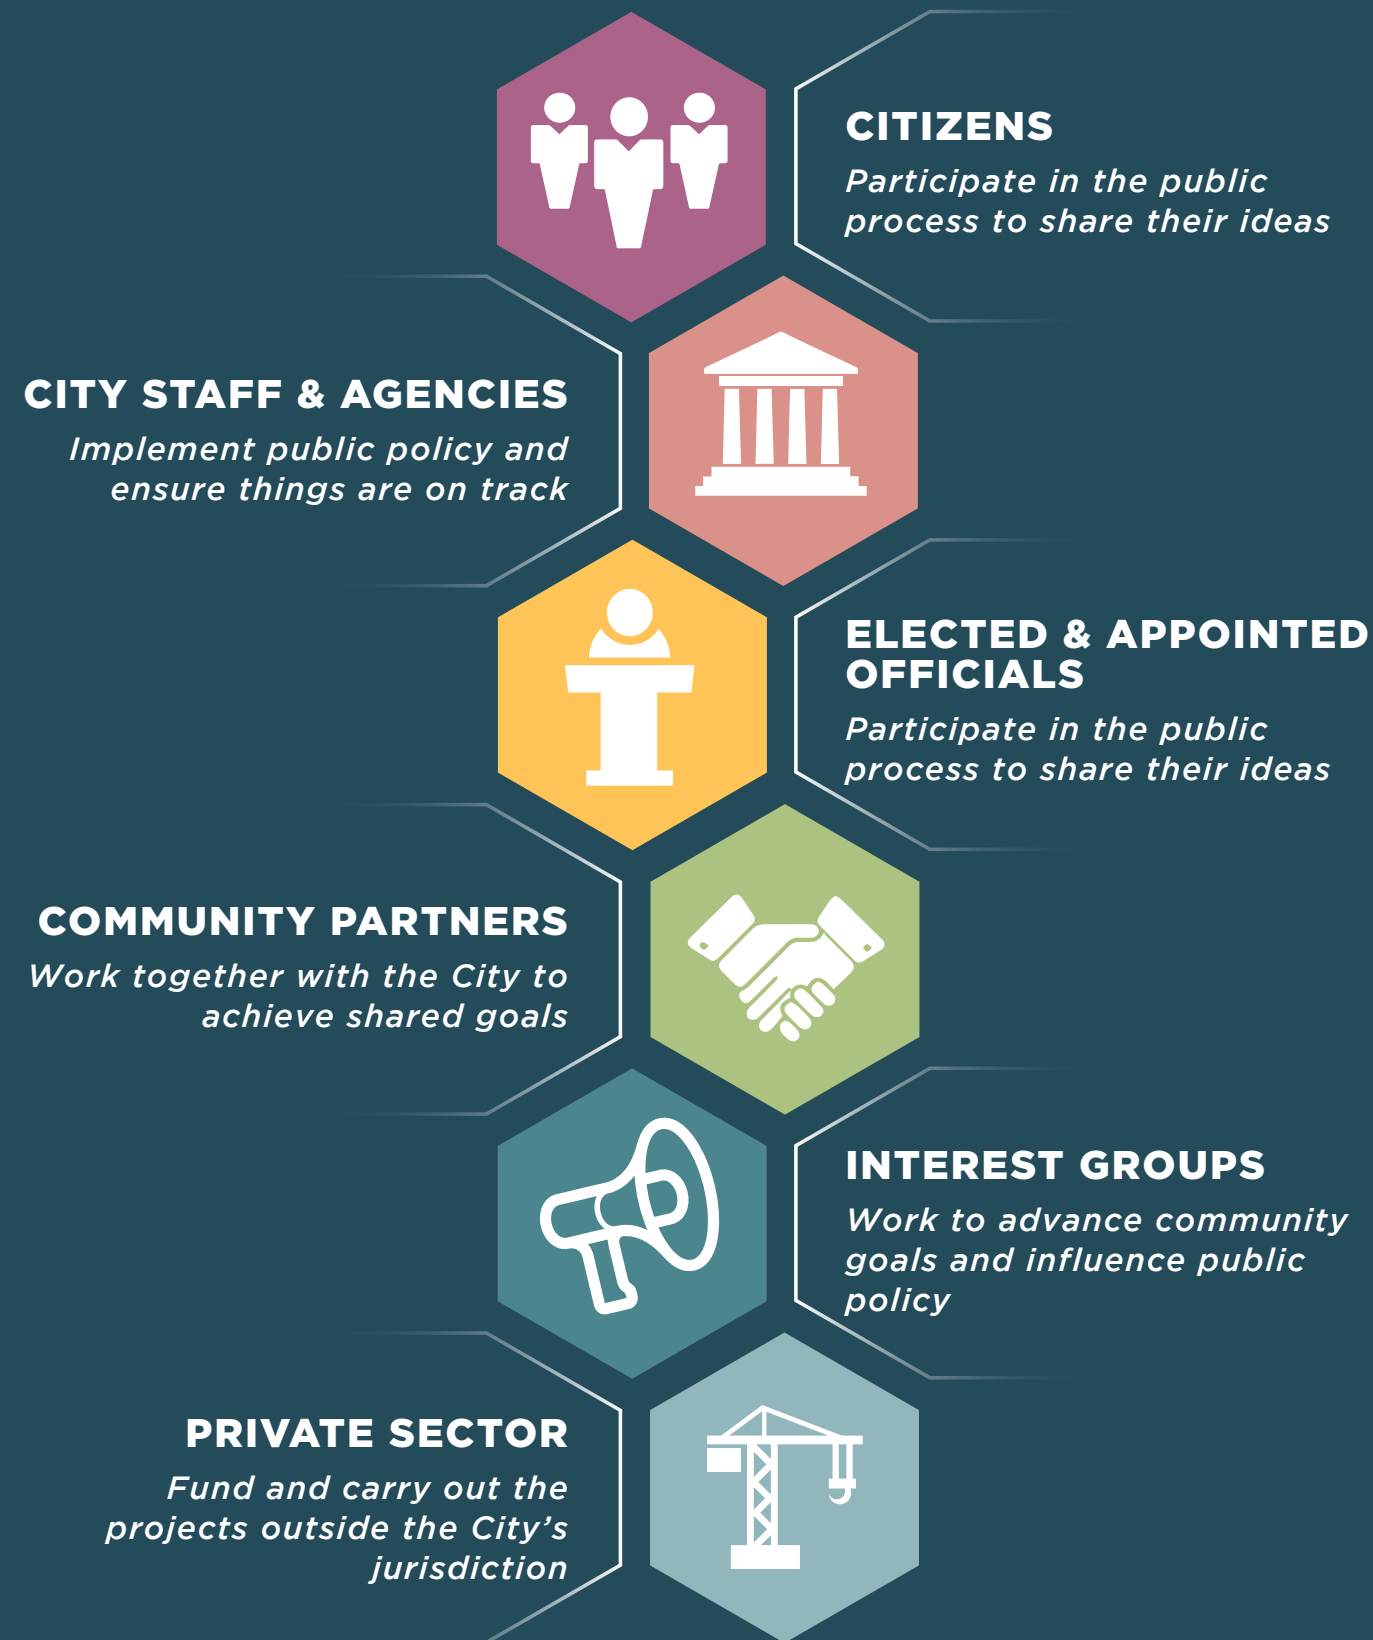 CITIZENS
Participate in the public
process to share their ideas
CITY STAFF & AGENCIES
Implement public policy and
ensure things are on track
ELECTED & APPOINTED
OFFICIALS
Participate in the public
process to share their ideas
COMMUNITY PARTNERS
Work together with the City to
achieve shared goals
INTEREST GROUPS
Work to advance community
goals and influence public
policy
PRIVATE SECTOR
Fund and carry out the
projects outside the City’s
jurisdiction